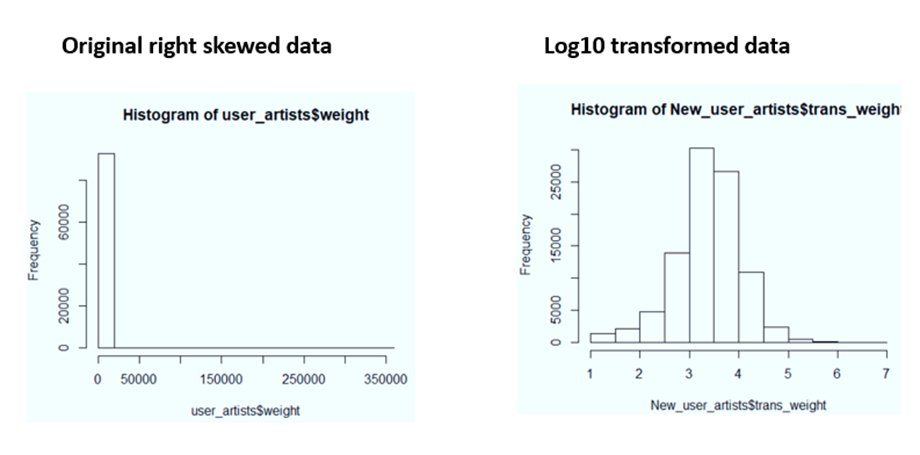 Original right skewed data
Log10 transformed data
Histogram of user_artists$weight
Frequency
0
20000
60000
0
50000
150000
250000
350000
user_artists$weight
Histogram of New_user_artists$trans_weigh
Frequency
0
5000
15000
25000
1
2
3
4
5
6
7
New_user_artists$trans_weight